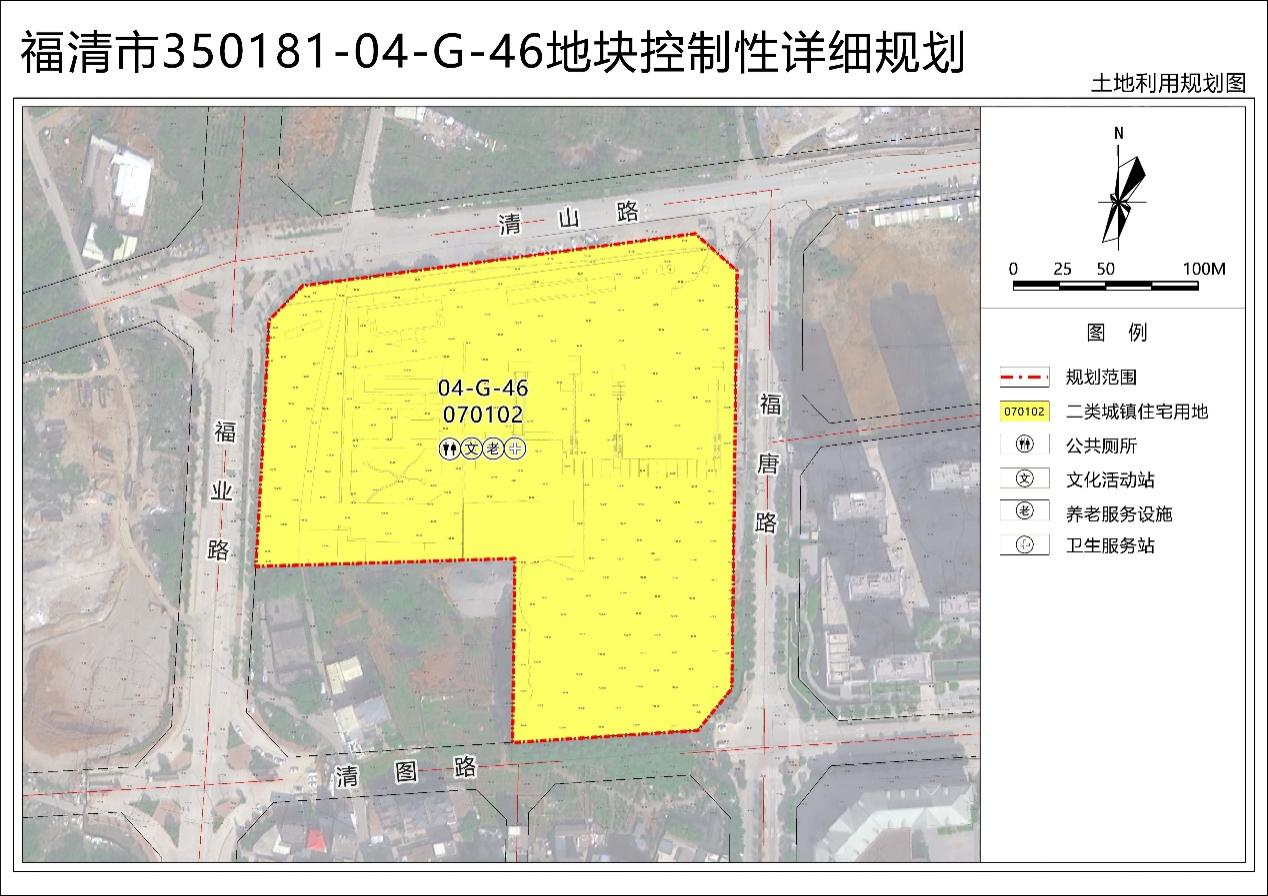 福清市350181-04-G-46地块控制性详细规划
土地利用规划图
N
0 25 50 100M
图 例
规划范围
070102 二类城镇住宅用地
公共厕所
文 文化活动站
老 养老服务设施
卫生服务站
清 山 路
04-G-46
070102
文 老
福业路
福唐路
清 图 路